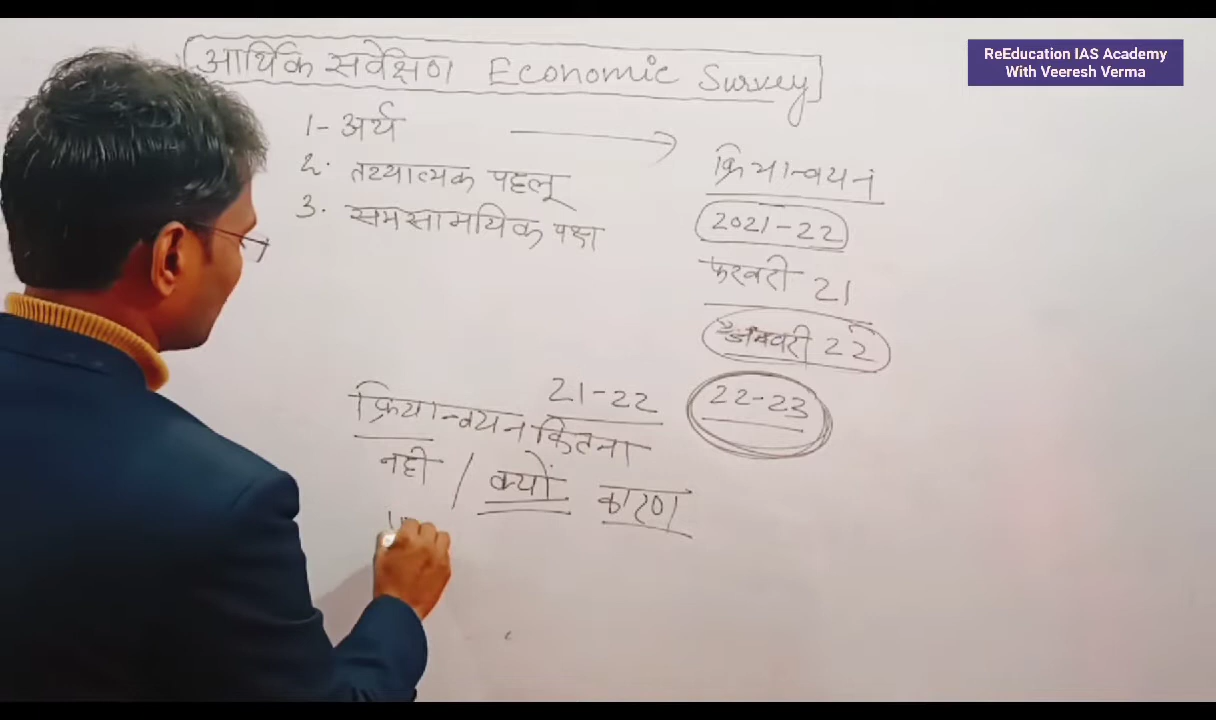 आर्थिक सर्वेक्षण Economic Survey
ReEducation IAS Academy
With Veeresh Verma
1- अर्थ
2. तथ्यात्मक पहलू
3. समसामयिक पक्ष
क्रियान्वयन
2021-22
फरवरी 21
जनवरी 22
22-23
21-22
क्रियान्वयन कितना
नही / क्यों कारण